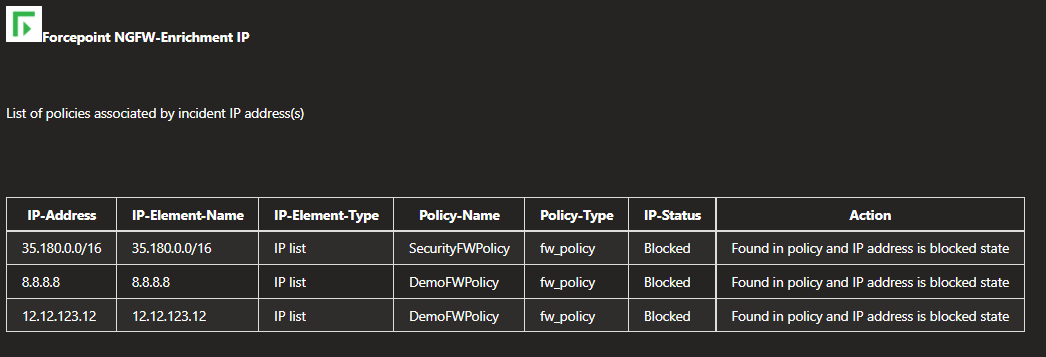 Forcepoint NGFW-Enrichment IP
List of policies associated by incident IP address(s)
IP-Address IP-Element-Name IP-Element-Type Policy-Name Policy-Type IP-Status Action
35.180.0.0/16 35.180.0.0/16 IP list SecurityFWPolicy fw_policy Blocked Found in policy and IP address is blocked state
8.8.8.8 8.8.8.8 IP list DemoFWPolicy fw_policy Blocked Found in policy and IP address is blocked state
12.12.123.12 12.12.123.12 IP list DemoFWPolicy fw_policy Blocked Found in policy and IP address is blocked state